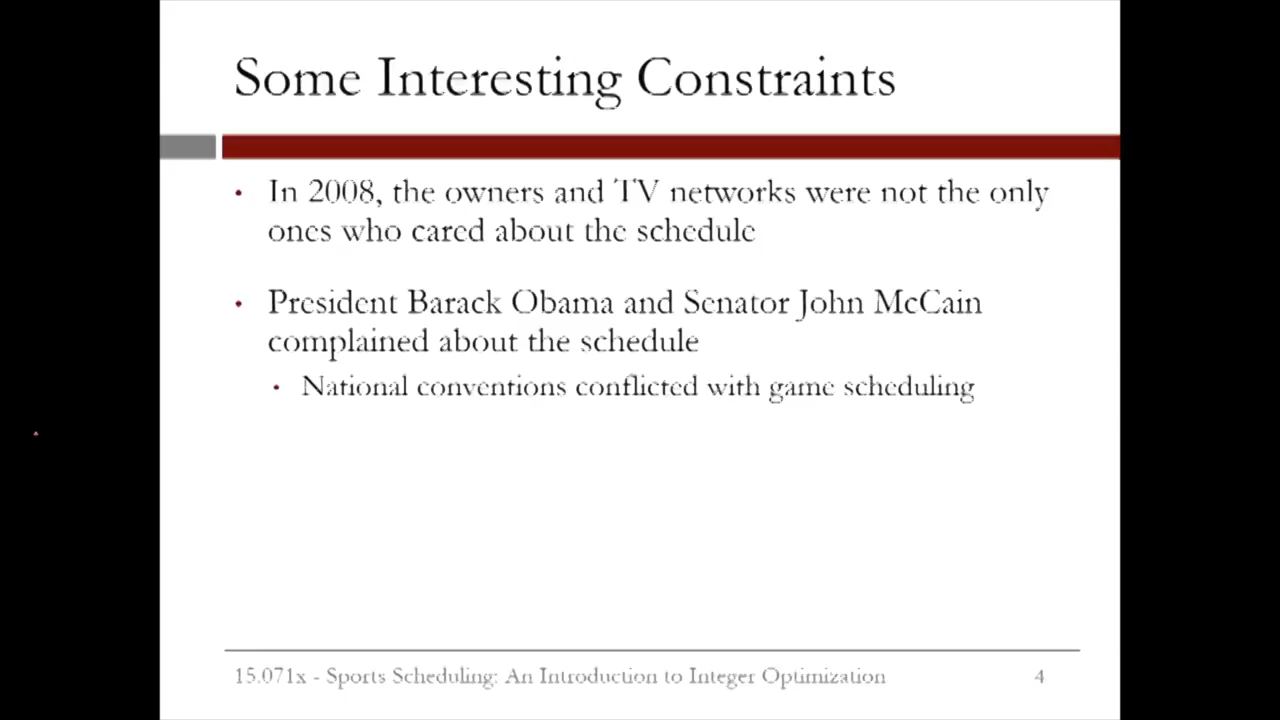 Some Interesting Constraints
• In 2008, the owners and TV networks were not the only
ones who cared about the schedule
• President Barack Obama and Senator John McCain
complained about the schedule
• National conventions conflicted with game scheduling
15.071x - Sports Scheduling: An Introduction to Integer Optimization 4